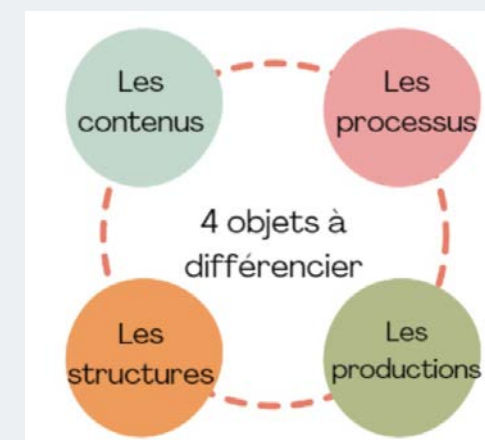 Les
contenus
Les
processus
4 objets à
différencier
Les
structures
Les
productions